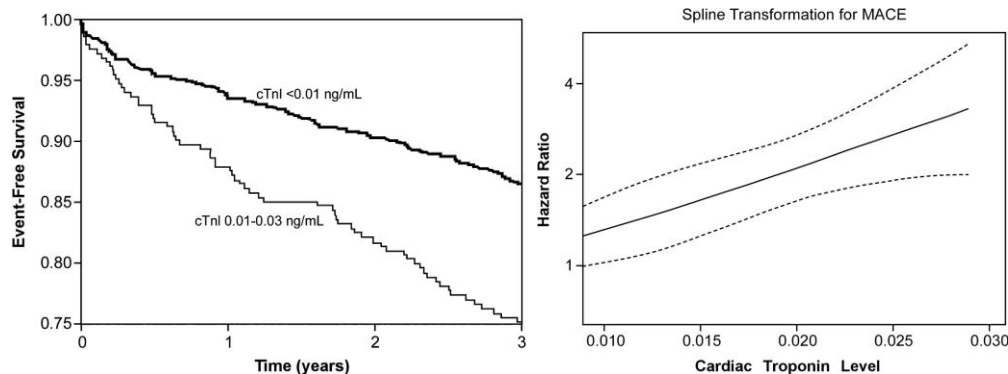 1.00
0.95
0.90
0.85
0.80
0.75
Event-Free Survival
cTnI <0.01 ng/mL
cTnI 0.01-0.03 ng/mL
0
1
2
3
Time (years)
Spline Transformation for MACE
4
2
1
Hazard Ratio
0.010
0.015
0.020
0.025
0.030
Cardiac Troponin Level